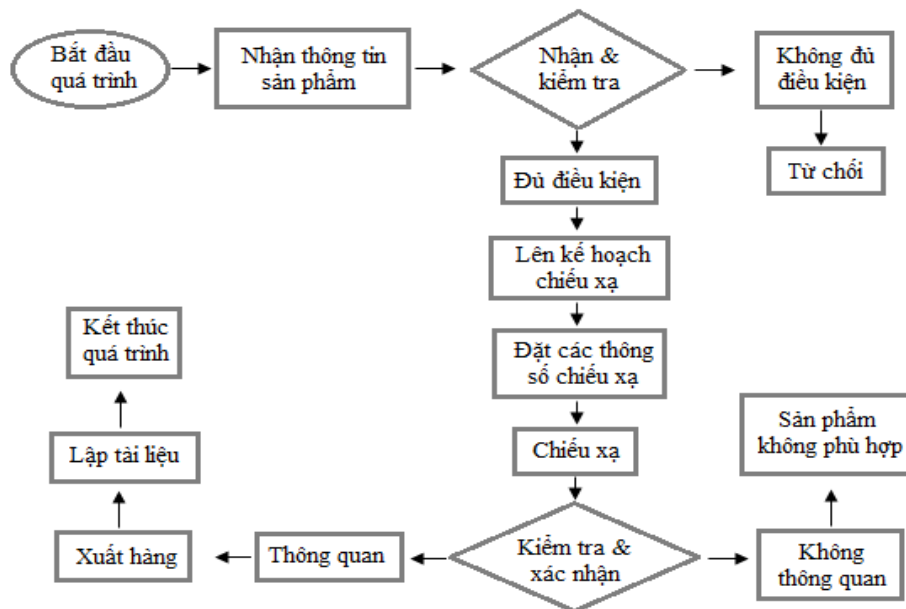 Bắt đầu
quá trình
Nhận thông tin
sản phẩm
Nhận &
kiểm tra
Không đủ
điều kiện
Từ chối
Đủ điều kiện
Lên kế hoạch
chiếu xạ
Đặt các thông
số chiếu xạ
Chiếu xạ
Kiểm tra &
xác nhận
Không
thông quan
Sản phẩm
không phù hợp
Thông quan
Xuất hàng
Lập tài liệu
Kết thúc
quá trình